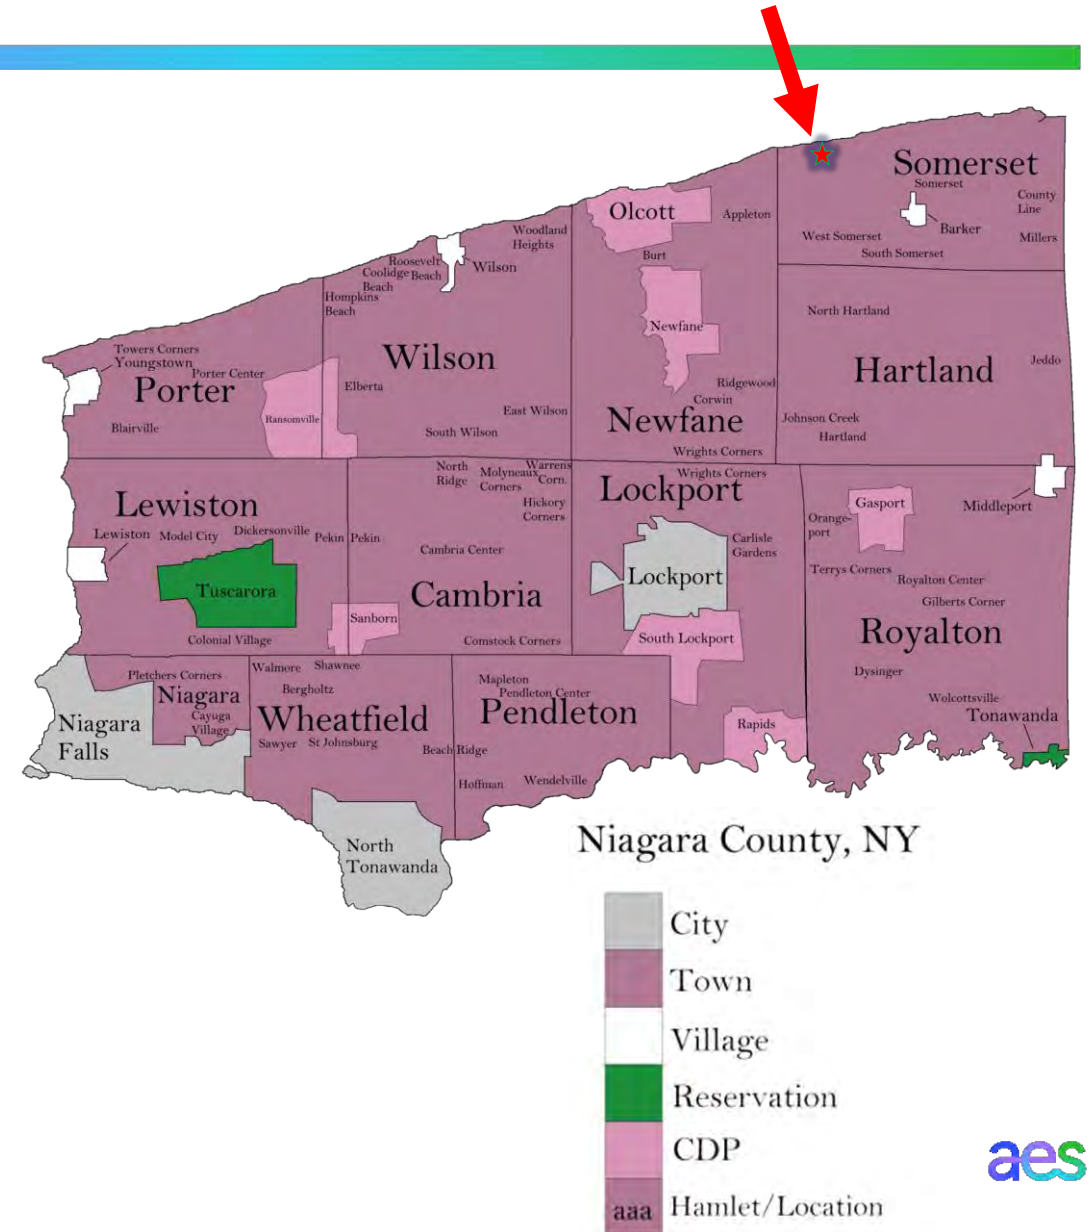 Somerset
Somerset
County
Line
Barker
Millers
West Somerset
South Somerset
Olcott
Appleton
Burt
Newfane
Ridgewood
Corwin
Newfane
Wrights Corners
Woodland
Heights
Wilson
Roosevelt
Beach
Coolidge
Beach
Hompkins
Beach
Wilson
Elberta
East Wilson
South Wilson
North Hartland
Hartland
Jeddo
Johnson Creek
Hartland
Towers Corners
Youngstown
Porter Center
Porter
Blairville
Ransomville
Lewiston
Lewiston
Model City
Dickersonville
Pekin
Tuscarora
Colonial Village
North
Ridge
Molyneaux
Corners
Warrens
Corn.
Hickory
Corners
Pekin
Cambria Center
Cambria
Sanborn
Comstock Corners
Wrights Corners
Lockport
Carlisle
Gardens
Lockport
South Lockport
Rapids
Gasport
Middleport
Orange-
port
Terrys Corners
Royalton Center
Gilberts Corner
Royalton
Dysinger
Wolcottsville
Tonawanda
Pletchers Corners
Niagara
Cayuga
Village
Niagara
Falls
Walmore
Shawnee
Bergholtz
Wheatfield
Sawyer
St Johnsburg
Beach Ridge
Mapleton
Pendleton Center
Pendleton
Hoffman
Wendelville
North
Tonawanda
Niagara County, NY
City
Town
Village
Reservation
CDP
aaa Hamlet/Location
aes